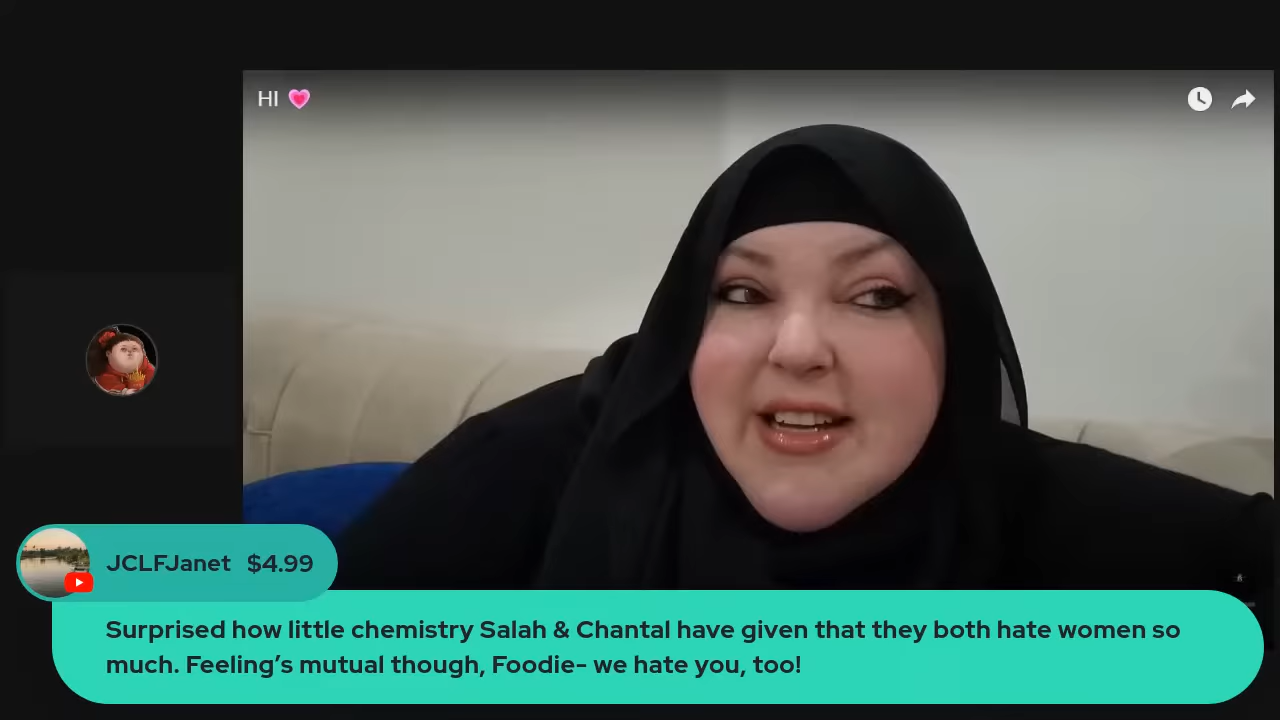 HI 💗
JCLFJanet $4.99
Surprised how little chemistry Salah & Chantal have given that they both hate women so
much. Feeling’s mutual though, Foodie- we hate you, too!